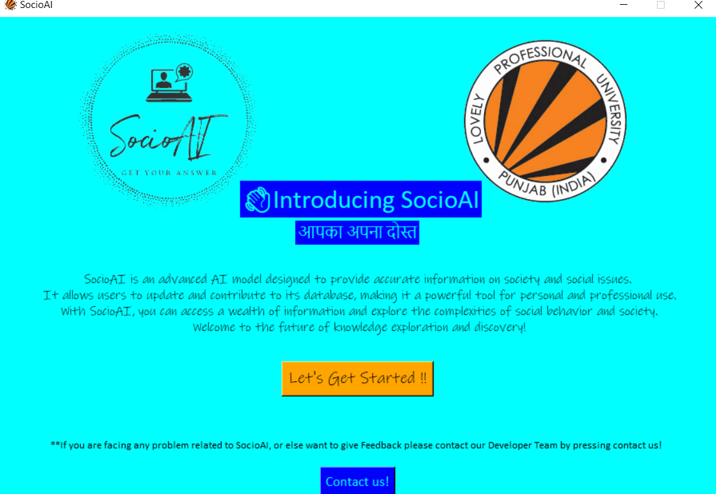 SocioAI
SocioAI
GET YOUR ANSWER
LOVELY PROFESSIONAL UNIVERSITY
PUNJAB (INDIA)
👏Introducing SocioAI
आपका अपना दोस्त
SocioAI is an advanced AI model designed to provide accurate information on society and social issues.
It allows users to update and contribute to its database, making it a powerful tool for personal and professional use.
With SocioAI, you can access a wealth of information and explore the complexities of social behavior and society.
Welcome to the future of knowledge exploration and discovery!
Let's Get Started !!
**If you are facing any problem related to SocioAI, or else want to give Feedback please contact our Developer Team by pressing contact us!
Contact us!